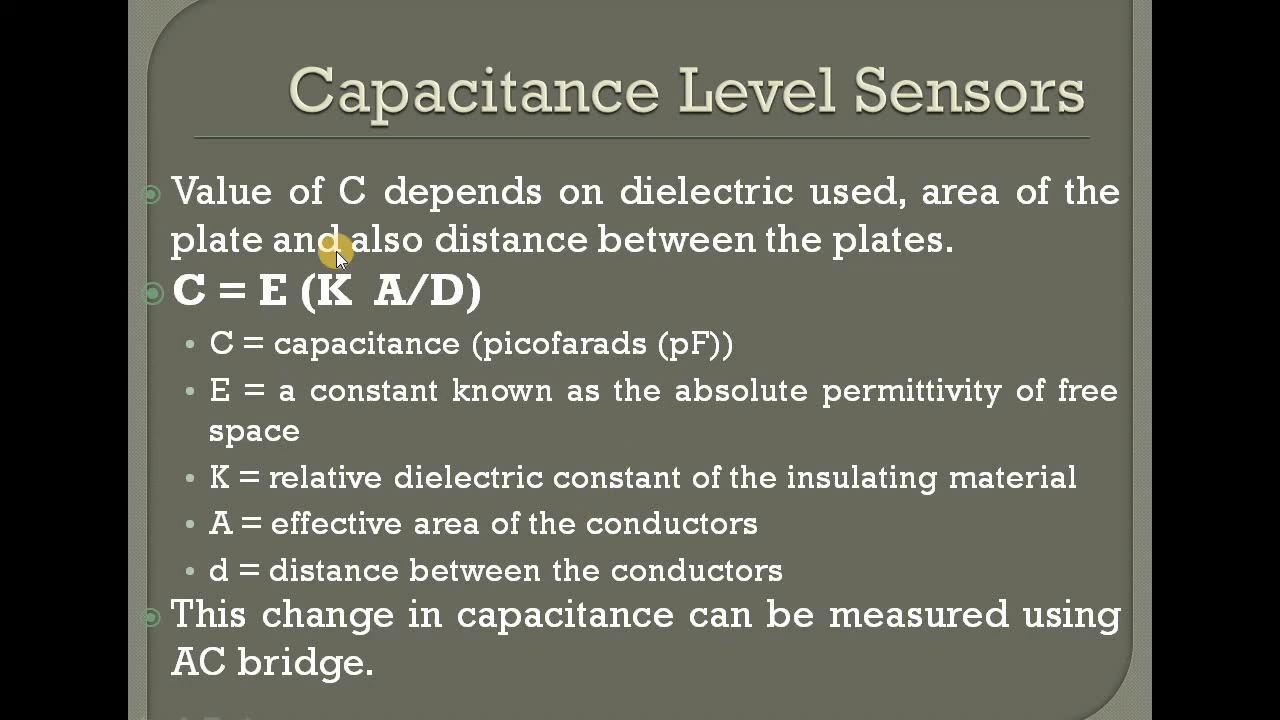 Capacitance Level Sensors
Value of C depends on dielectric used, area of the
plate and also distance between the plates.
C = E (K A/D)
C = capacitance (picofarads (pF))
E = a constant known as the absolute permittivity of free
space
K = relative dielectric constant of the insulating material
A = effective area of the conductors
d = distance between the conductors
This change in capacitance can be measured using
AC bridge.